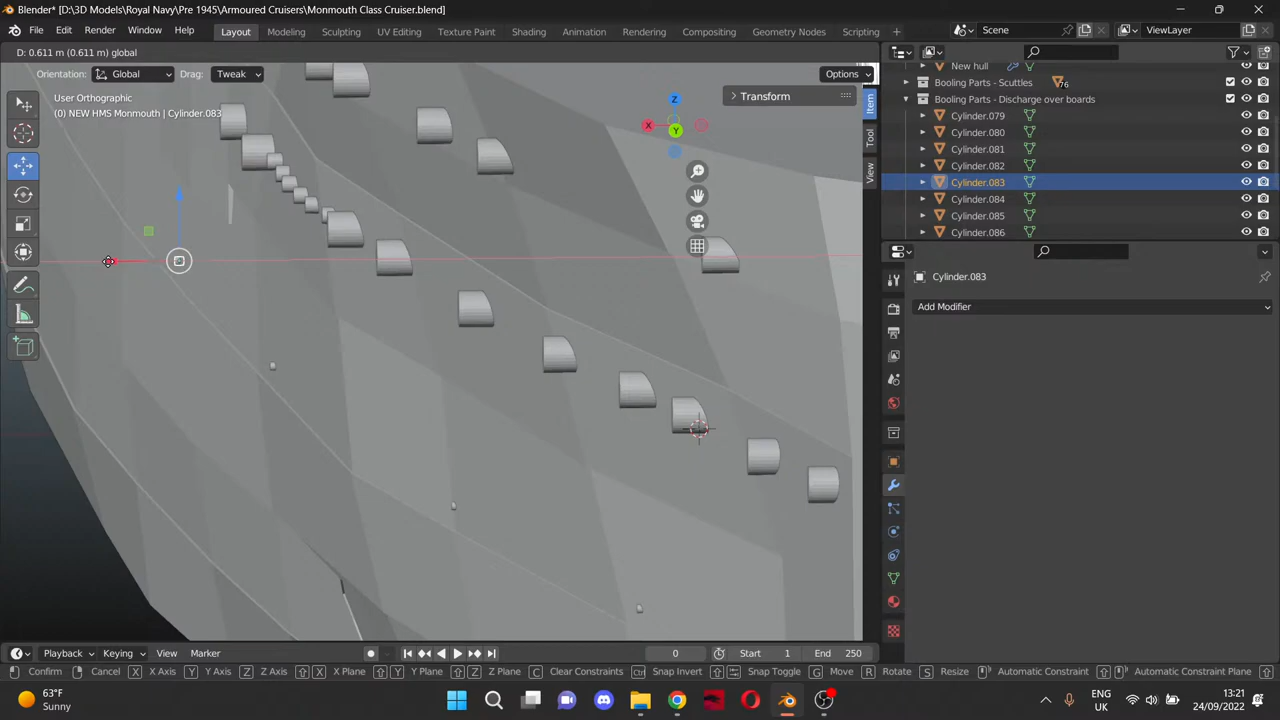 Blender* [D:\3D Models\Royal Navy\Pre 1945\Armoured Cruisers\Monmouth Class Cruiser.blend]
File Edit Render Window Help Layout Modeling Sculpting UV Editing Texture Paint Shading Animation Rendering Compositing Geometry Nodes Scripting Scene ViewLayer
D: 0.611 m (0.611 m) global
Orientation: Global Drag: Tweak Options
New hull
Booling Parts - Scuttles 76
Booling Parts - Discharge over boards
Cylinder.079
Cylinder.080
Cylinder.081
Cylinder.082
Cylinder.083
Cylinder.084
Cylinder.085
Cylinder.086
User Orthographic
(0) NEW HMS Monmouth | Cylinder.083
Z
X
Y
Transform
Item
Tool
View
Cylinder.083
Add Modifier
Playback Keying View Marker 0 Start 1 End 250
Confirm Cancel X X Axis Y Y Axis Z Z Axis X X Plane Y Y Plane Z Z Plane C Clear Constraints Ctrl Snap Invert Snap Toggle G Move R Rotate S Resize Automatic Constraint Automatic Constraint Plane
63°F
Sunny
ENG
UK
13:21
24/09/2022